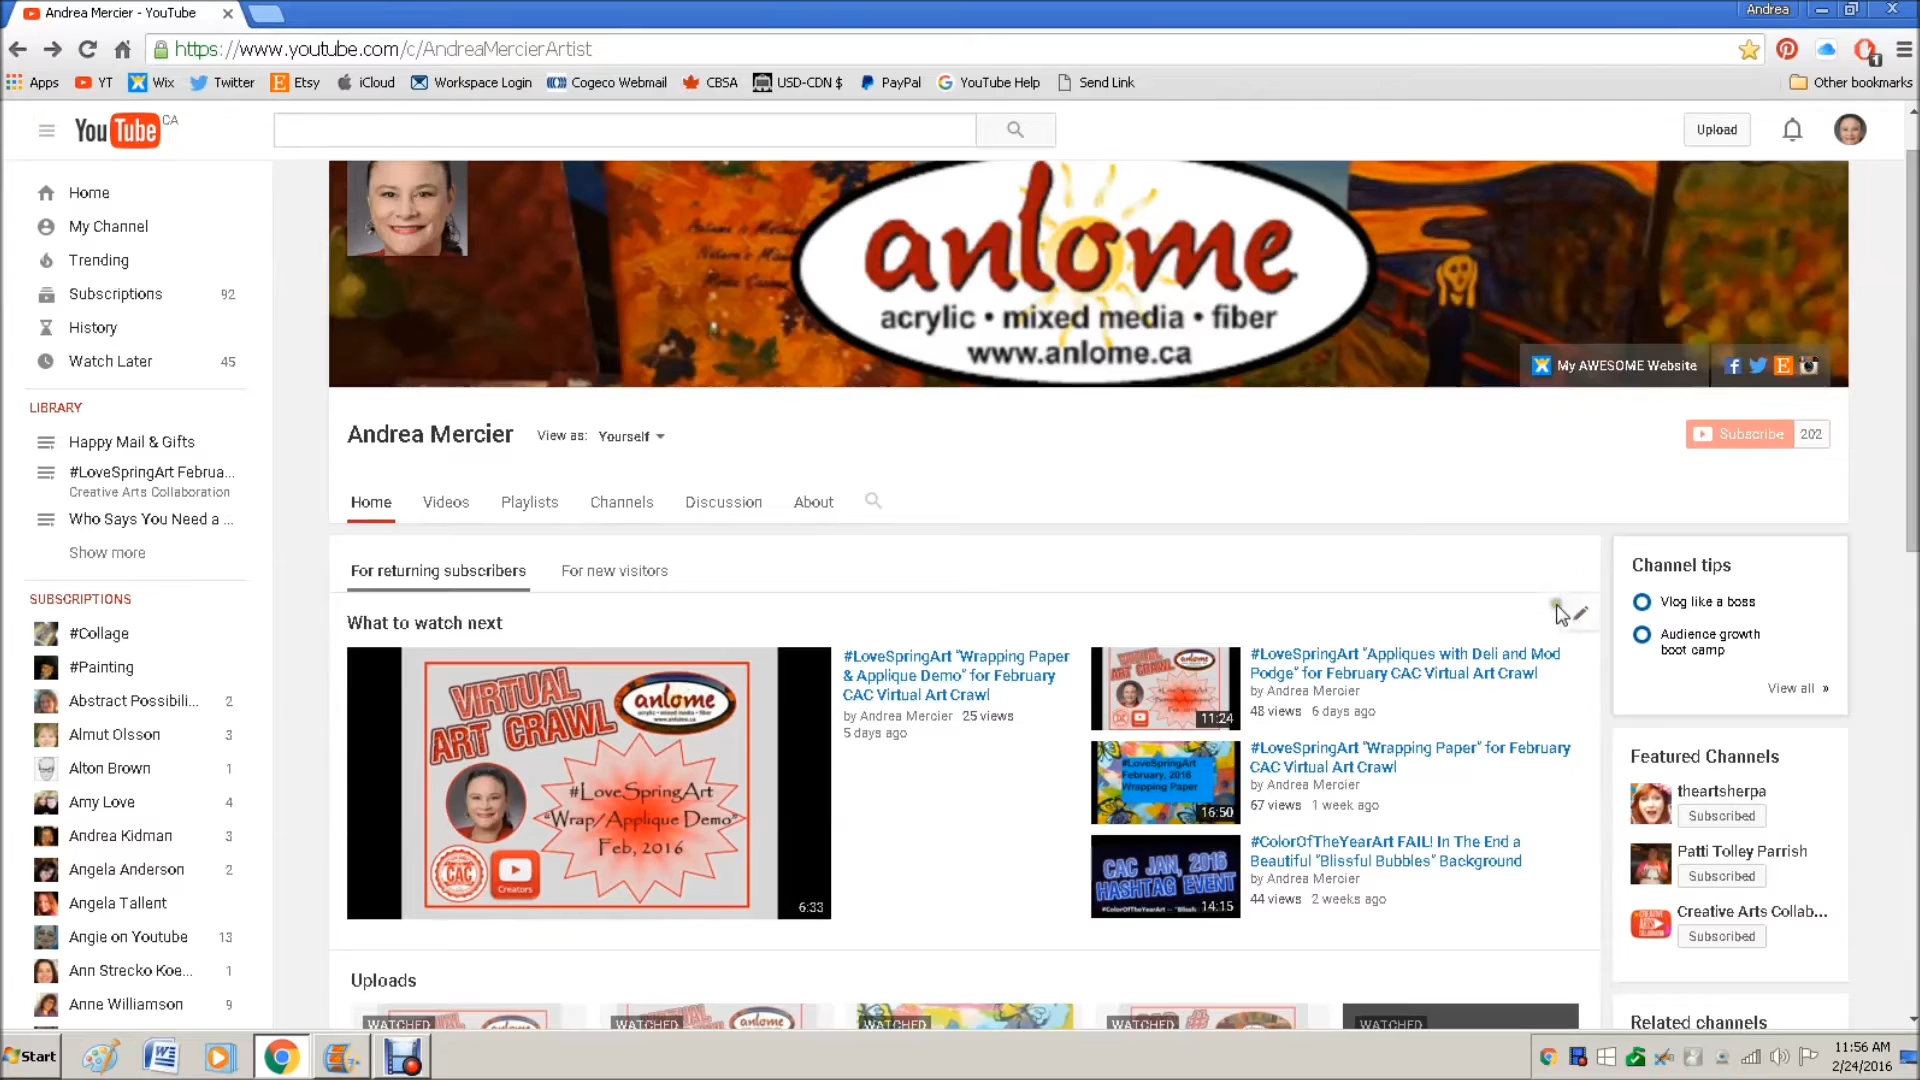 Andrea Mercier - YouTube
Andrea
https://www.youtube.com/c/AndreaMercierArtist
Apps YT Wix Twitter Etsy iCloud Workspace Login Cogeco Webmail CBSA USD-CDN $ PayPal YouTube Help Send Link Other bookmarks
YouTube CA
Upload
Home
My Channel
Trending
Subscriptions 92
History
Watch Later 45
LIBRARY
Happy Mail & Gifts
#LoveSpringArt Februa...
Creative Arts Collaboration
Who Says You Need a ...
Show more
SUBSCRIPTIONS
#Collage
#Painting
Abstract Possibili... 2
Almut Olsson 3
Alton Brown 1
Amy Love 4
Andrea Kidman 3
Angela Anderson 2
Angela Tallent
Angie on Youtube 13
Ann Strecko Koe... 1
Anne Williamson 9
anlome
acrylic • mixed media • fiber
www.anlome.ca
My AWESOME Website
Andrea Mercier View as: Yourself
Subscribe 202
Home Videos Playlists Channels Discussion About
For returning subscribers For new visitors
What to watch next
VIRTUAL
ART CRAWL
anlome
#LoveSpringArt
"Wrap/Applique Demo"
Feb, 2016
CAC
Creators
6:33
#LoveSpringArt "Wrapping Paper
& Applique Demo" for February
CAC Virtual Art Crawl
by Andrea Mercier 25 views
5 days ago
11:24
#LoveSpringArt "Appliques with Deli and Mod
Podge" for February CAC Virtual Art Crawl
by Andrea Mercier
48 views 6 days ago
#LoveSpringArt
February, 2016
Wrapping Paper
16:50
#LoveSpringArt "Wrapping Paper" for February
CAC Virtual Art Crawl
by Andrea Mercier
67 views 1 week ago
CAC JAN, 2016
HASHTAG EVENT
14:15
#ColorOfTheYearArt FAIL! In The End a
Beautiful "Blissful Bubbles" Background
by Andrea Mercier
44 views 2 weeks ago
Uploads
WATCHED WATCHED WATCHED WATCHED WATCHED
Channel tips
Vlog like a boss
Audience growth
boot camp
View all »
Featured Channels
theartsherpa
Subscribed
Patti Tolley Parrish
Subscribed
Creative Arts Collab...
Subscribed
Related channels
Start
11:56 AM
2/24/2016